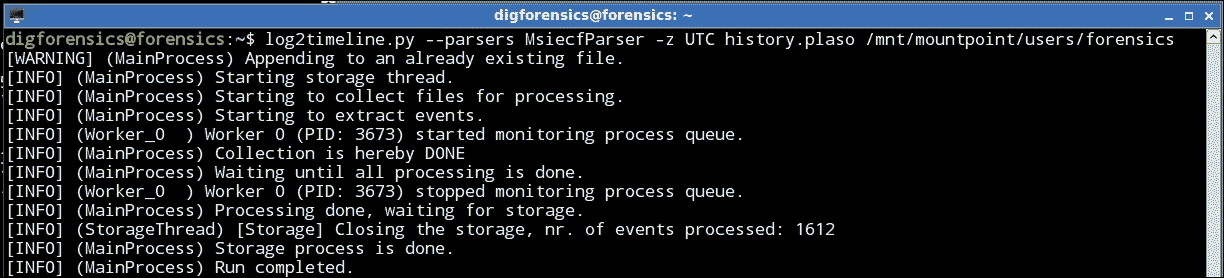 digforensics@forensics: ~
digforensics@forensics:~$ log2timeline.py --parsers MsiecfParser -z UTC history.plaso /mnt/mountpoint/users/forensics
[WARNING] (MainProcess) Appending to an already existing file.
[INFO] (MainProcess) Starting storage thread.
[INFO] (MainProcess) Starting to collect files for processing.
[INFO] (MainProcess) Starting to extract events.
[INFO] (Worker_0  ) Worker 0 (PID: 3673) started monitoring process queue.
[INFO] (MainProcess) Collection is hereby DONE
[INFO] (MainProcess) Waiting until all processing is done.
[INFO] (Worker_0  ) Worker 0 (PID: 3673) stopped monitoring process queue.
[INFO] (MainProcess) Processing done, waiting for storage.
[INFO] (StorageThread) [Storage] Closing the storage, nr. of events processed: 1612
[INFO] (MainProcess) Storage process is done.
[INFO] (MainProcess) Run completed.